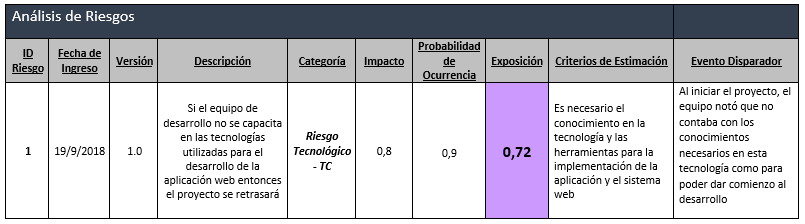 Análisis de Riesgos
ID
Riesgo
Fecha de
Ingreso
Versión
Descripción
Categoría
Impacto
Probabilidad
de
Ocurrencia
Exposición
Criterios de Estimación
Evento Disparador
1
19/9/2018
1.0
Si el equipo de
desarrollo no se capacita
en las tecnologías
utilizadas para el
desarrollo de la
aplicación web entonces
el proyecto se retrasará
Riesgo
Tecnológico
- TC
0,8
0,9
0,72
Es necesario el
conocimiento en la
tecnología y las
herramientas para la
implementación de la
aplicación y el sistema
web
Al iniciar el proyecto, el
equipo notó que no
contaba con los
conocimientos
necesarios en esta
tecnología como para
poder dar comienzo al
desarrollo